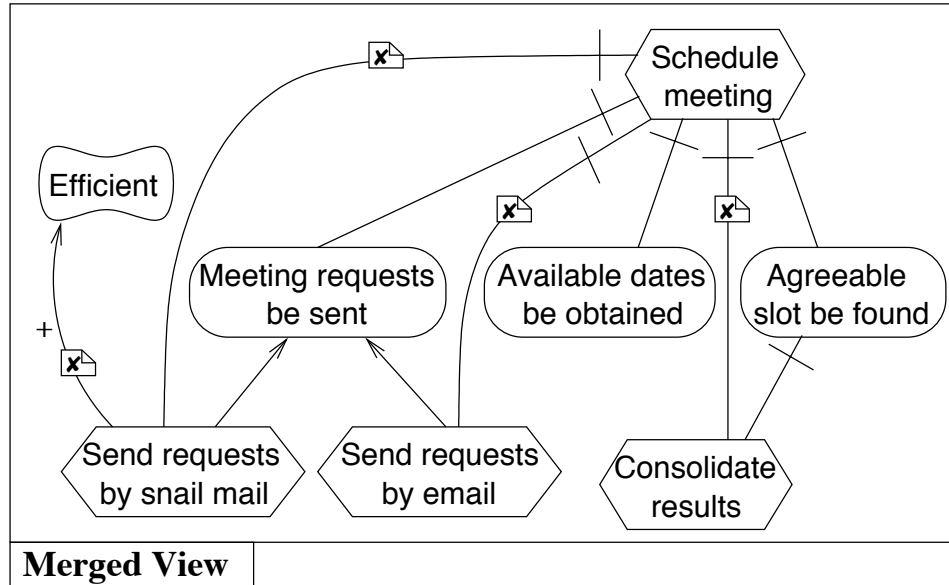 Schedule
meeting
Efficient
Meeting requests
be sent
Available dates
be obtained
Agreeable
slot be found
+
Send requests
by snail mail
Send requests
by email
Consolidate
results
Merged View